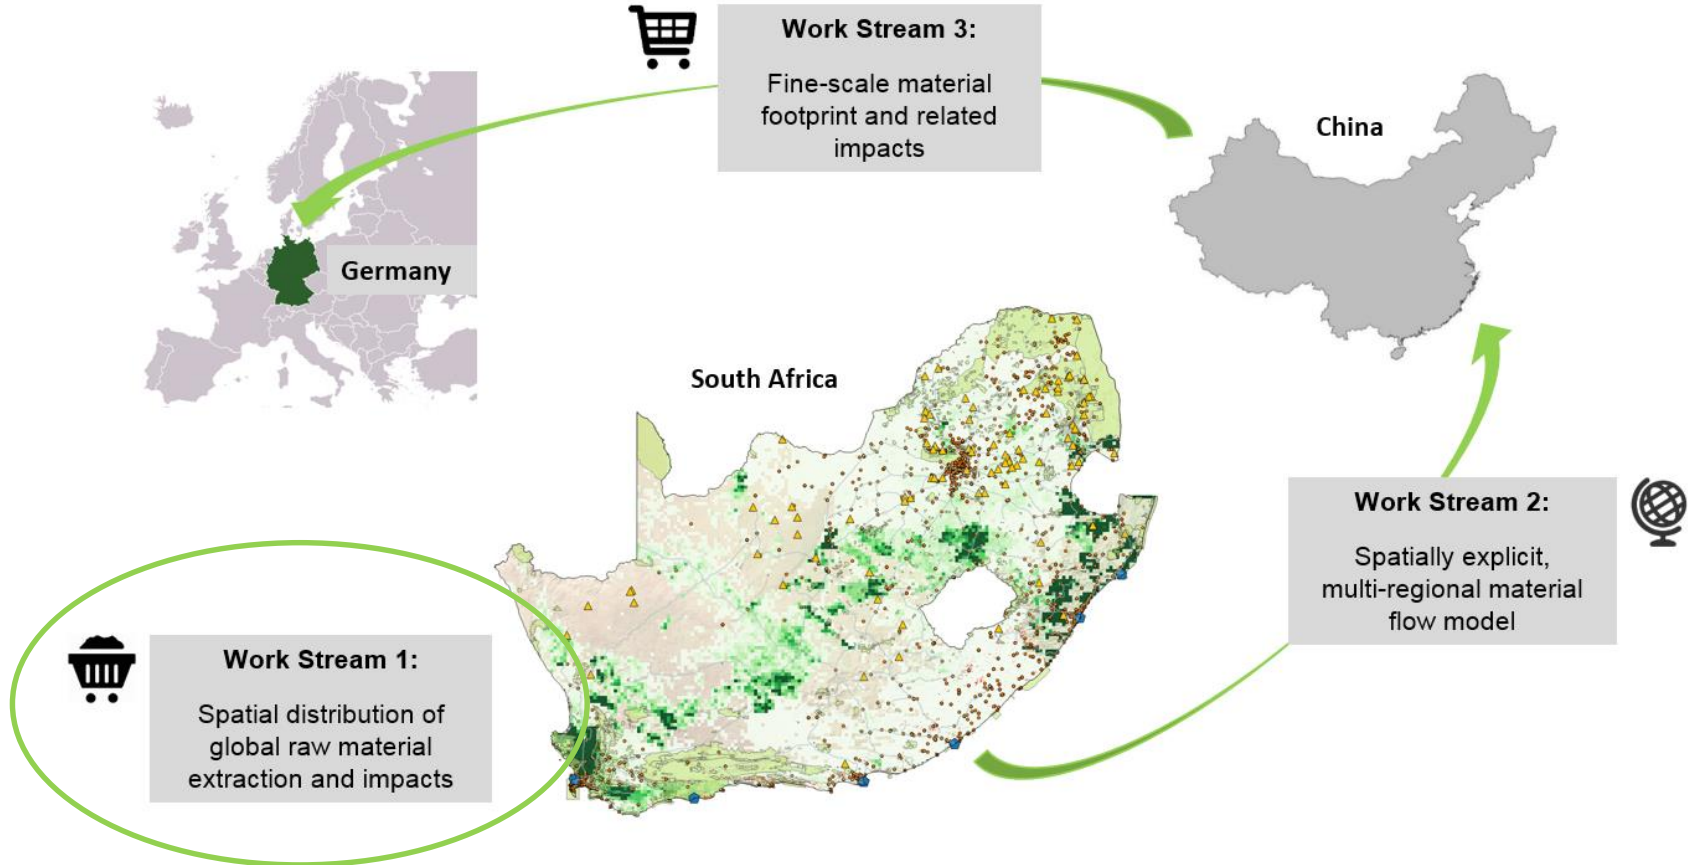 Work Stream 3:
Fine-scale material
footprint and related
impacts
China
Germany
South Africa
Work Stream 2:
Spatially explicit,
multi-regional material
flow model
Work Stream 1:
Spatial distribution of
global raw material
extraction and impacts